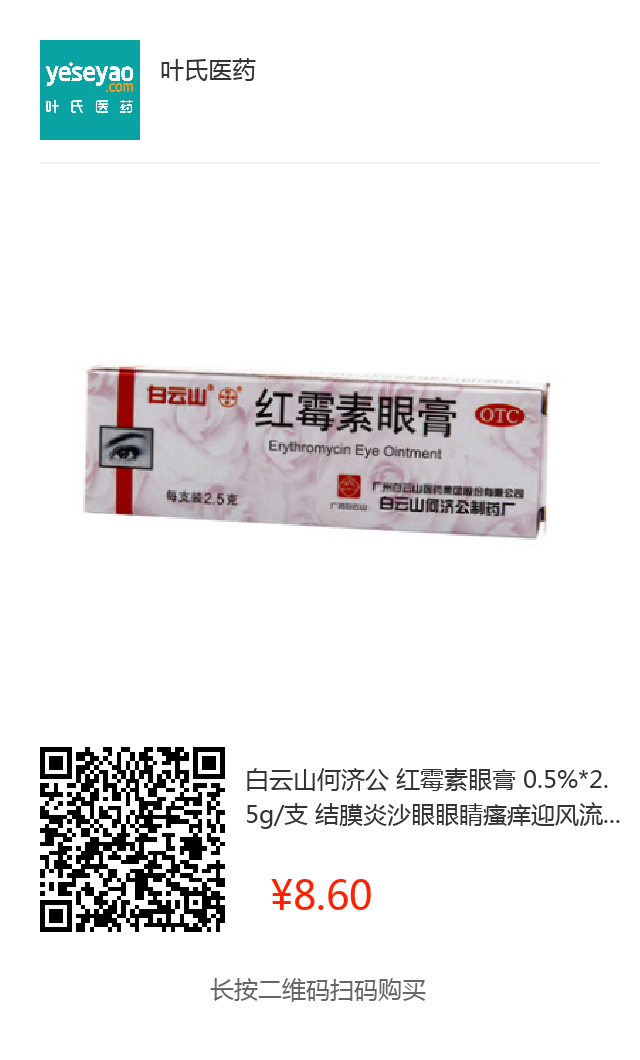 yeseyao
.com
叶氏医药
叶氏医药
白云山®
红霉素眼膏
OTC
Erythromycin Eye Ointment
每支装2.5克
广州白云山医药集团股份有限公司
白云山何济公制药厂
白云山何济公 红霉素眼膏 0.5%*2.
5g/支 结膜炎沙眼眼睛瘙痒迎风流...
¥8.60
长按二维码扫码购买